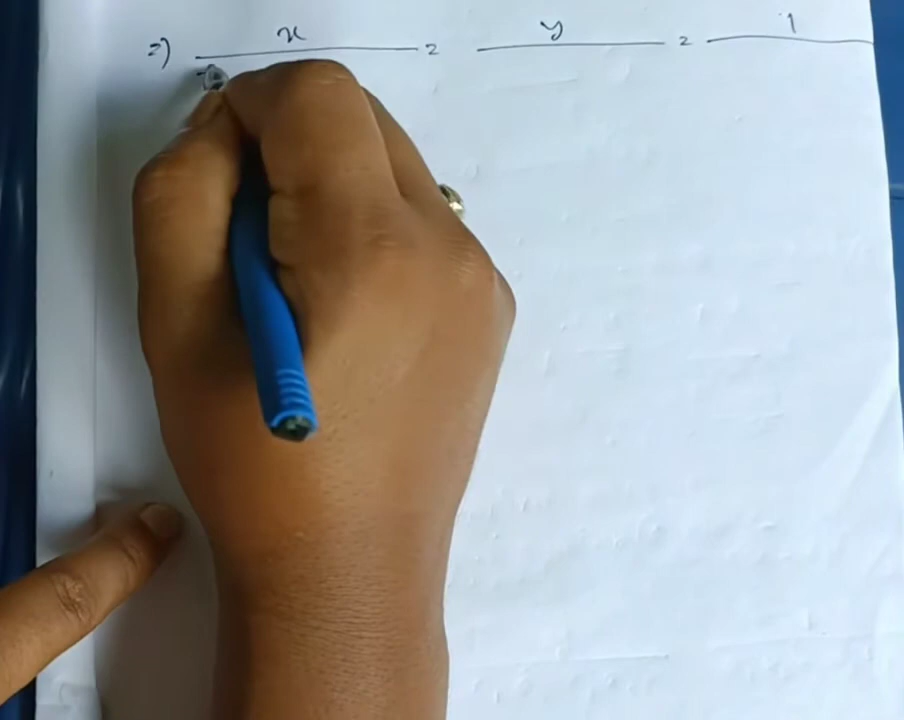 =) x/ = y/ = 1/